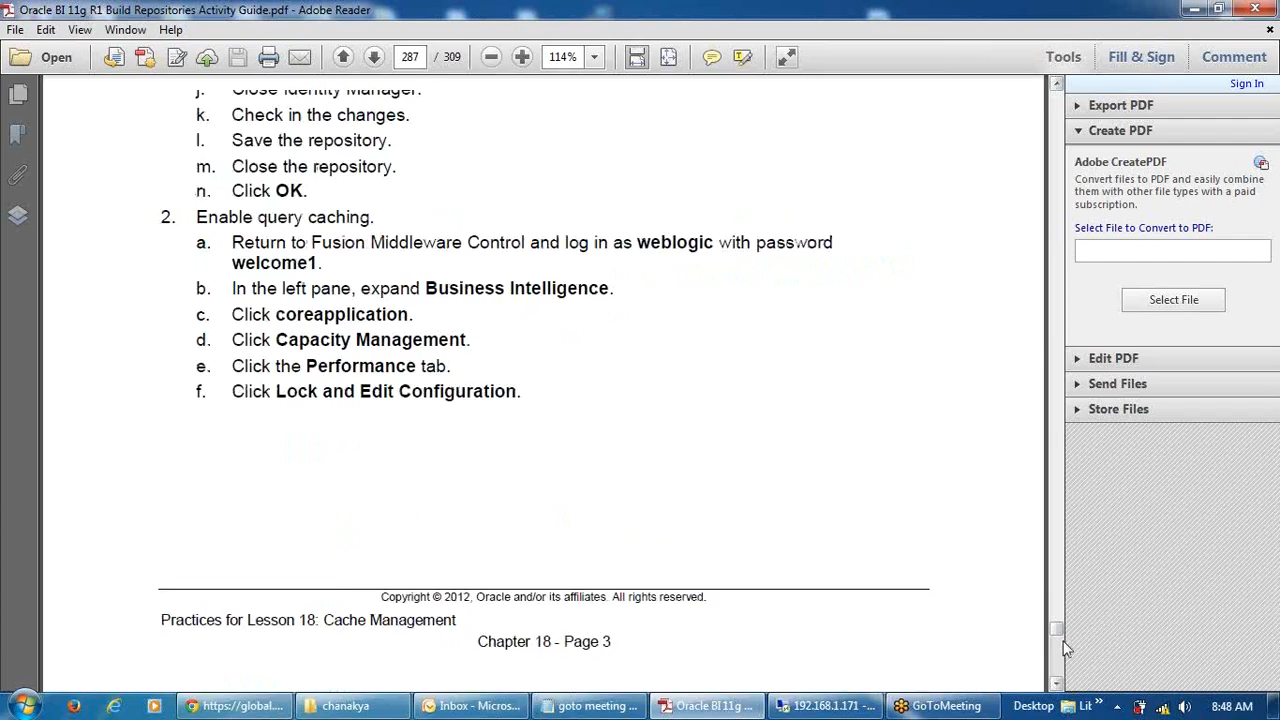 Oracle BI 11g R1 Build Repositories Activity Guide.pdf - Adobe Reader
File Edit View Window Help
Open 287 / 309 114% Tools Fill & Sign Comment
Sign In
j. Close Identity Manager.
k. Check in the changes.
l. Save the repository.
m. Close the repository.
n. Click OK.
2. Enable query caching.
a. Return to Fusion Middleware Control and log in as weblogic with password
welcome1.
b. In the left pane, expand Business Intelligence.
c. Click coreapplication.
d. Click Capacity Management.
e. Click the Performance tab.
f. Click Lock and Edit Configuration.
Copyright © 2012, Oracle and/or its affiliates. All rights reserved.
Practices for Lesson 18: Cache Management
Chapter 18 - Page 3
Export PDF
Create PDF
Adobe CreatePDF
Convert files to PDF and easily combine
them with other file types with a paid
subscription.
Select File to Convert to PDF:
Select File
Edit PDF
Send Files
Store Files
https://global.... chanakya Inbox - Micros... goto meeting ... Oracle BI 11g ... 192.168.1.171 -... GoToMeeting Desktop Lit 8:48 AM